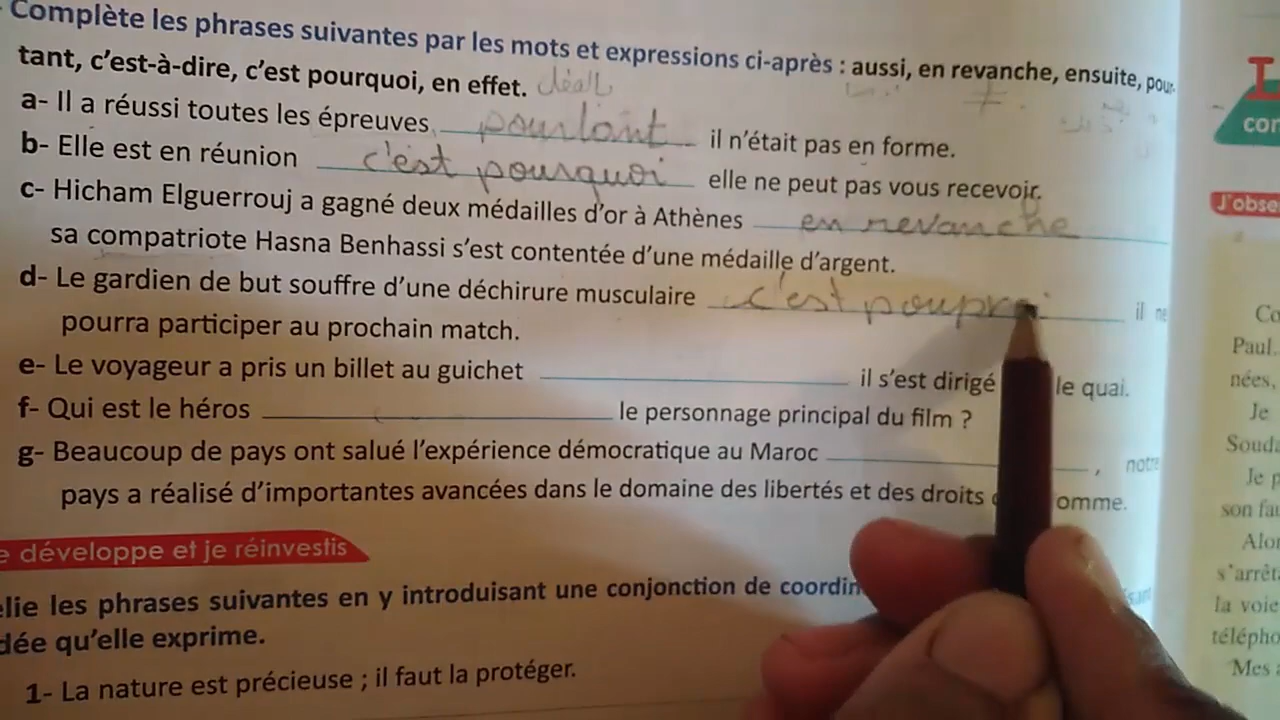 Complète les phrases suivantes par les mots et expressions ci-après : aussi, en revanche, ensuite, pour-
tant, c'est-à-dire, c'est pourquoi, en effet.
a- Il a réussi toutes les épreuves pourtant il n'était pas en forme.
b- Elle est en réunion c'est pourquoi elle ne peut pas vous recevoir.
c- Hicham Elguerrouj a gagné deux médailles d'or à Athènes en revanche
sa compatriote Hasna Benhassi s'est contentée d'une médaille d'argent.
d- Le gardien de but souffre d'une déchirure musculaire c'est il ne
pourra participer au prochain match.
e- Le voyageur a pris un billet au guichet il s'est dirigé le quai.
f- Qui est le héros le personnage principal du film ?
g- Beaucoup de pays ont salué l'expérience démocratique au Maroc , notre
pays a réalisé d'importantes avancées dans le domaine des libertés et des droits omme.
e développe et je réinvestis
elie les phrases suivantes en y introduisant une conjonction de coordin
dée qu'elle exprime.
1- La nature est précieuse ; il faut la protéger.
con
J'obse
Co
Paul.
nées,
Je
Souda
Je p
son fau
Alor
s'arrêt
la voie
télépho
Mes a